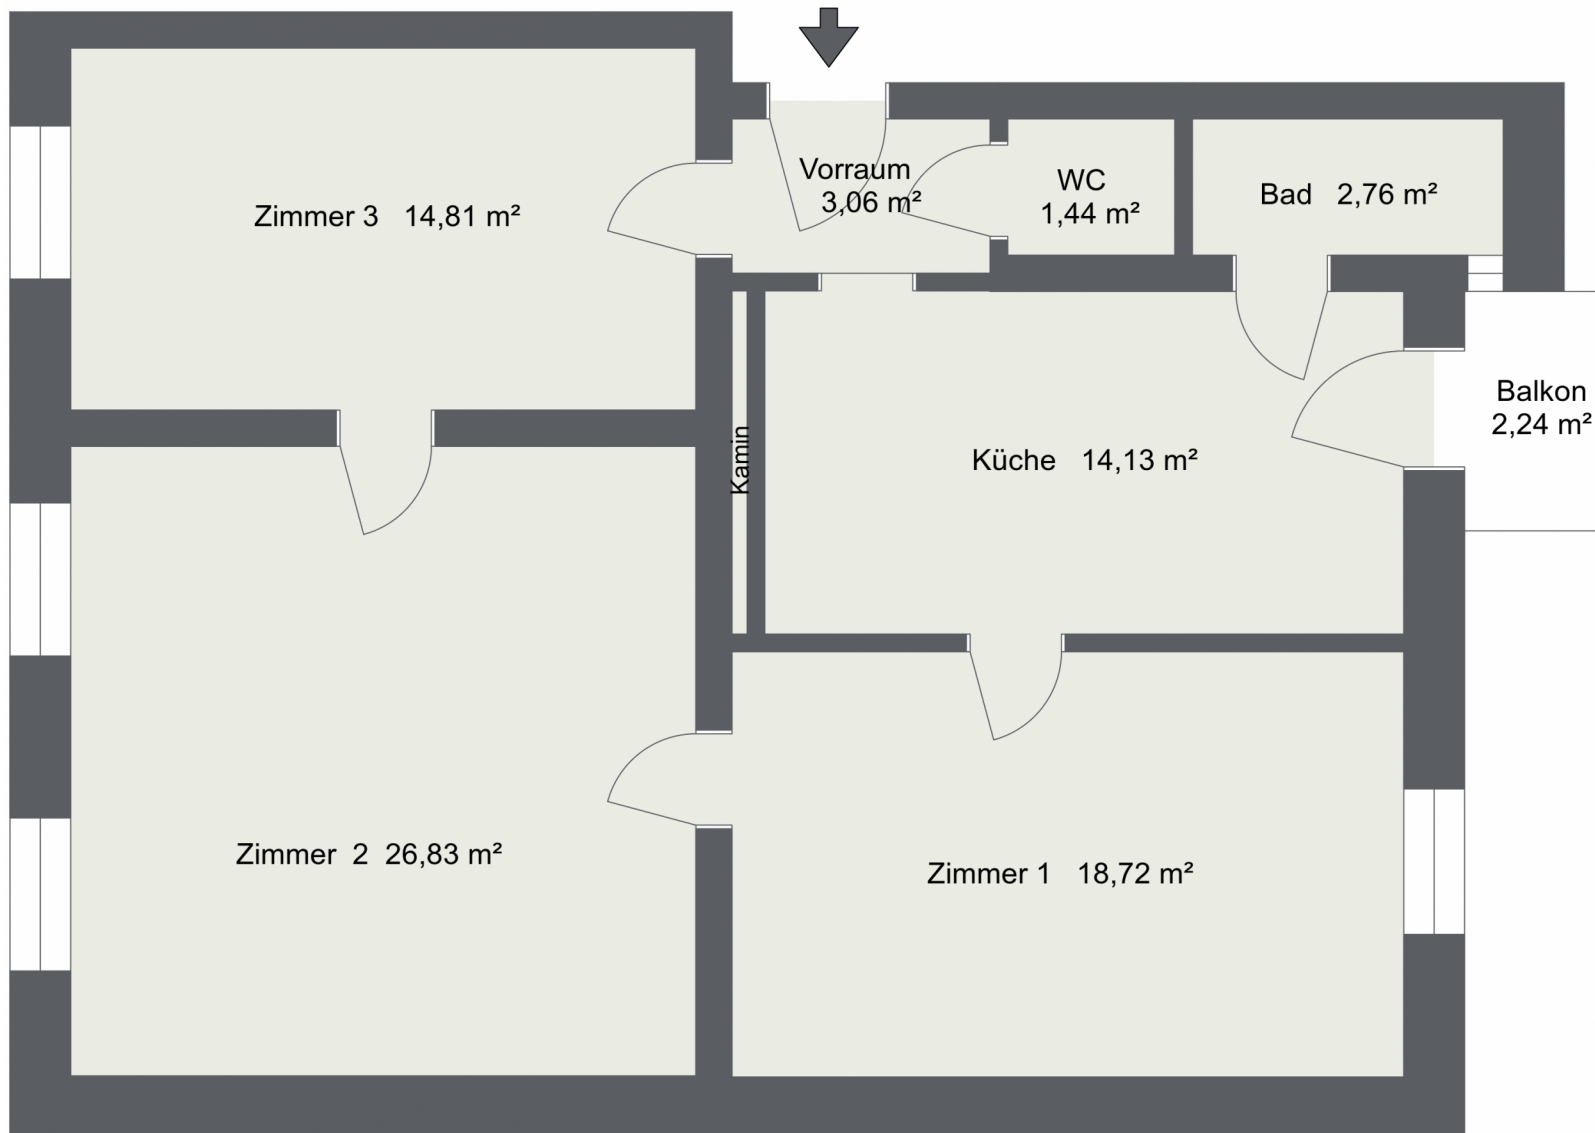 Vorraum
3,06 m²
WC
1,44 m²
Bad 2,76 m²
Zimmer 3 14,81 m²
Balkon
2,24 m²
Kamin
Küche 14,13 m²
Zimmer 2 26,83 m²
Zimmer 1 18,72 m²